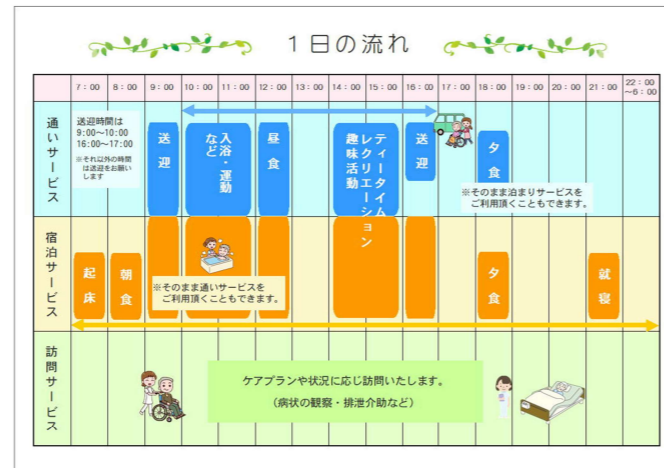 1日の流れ
7：00 8：00 9：00 10：00 11：00 12：00 13：00 14：00 15：00 16：00 17：00 18：00 19：00 20：00 21：00 22：00～6：00
通いサービス
送迎時間は
9:00～10:00
16:00～17:00
※それ以外の時間
は送迎をお願い
します
送迎
入浴・運動
など
昼食
ティータイム
レクリエーション
趣味活動
送迎
夕食
※そのまま泊まりサービスを
ご利用頂くこともできます。
宿泊サービス
起床
朝食
※そのまま通いサービスを
ご利用頂くこともできます。
夕食
就寝
訪問サービス
ケアプランや状況に応じ訪問いたします。
（病状の観察・排泄介助など）